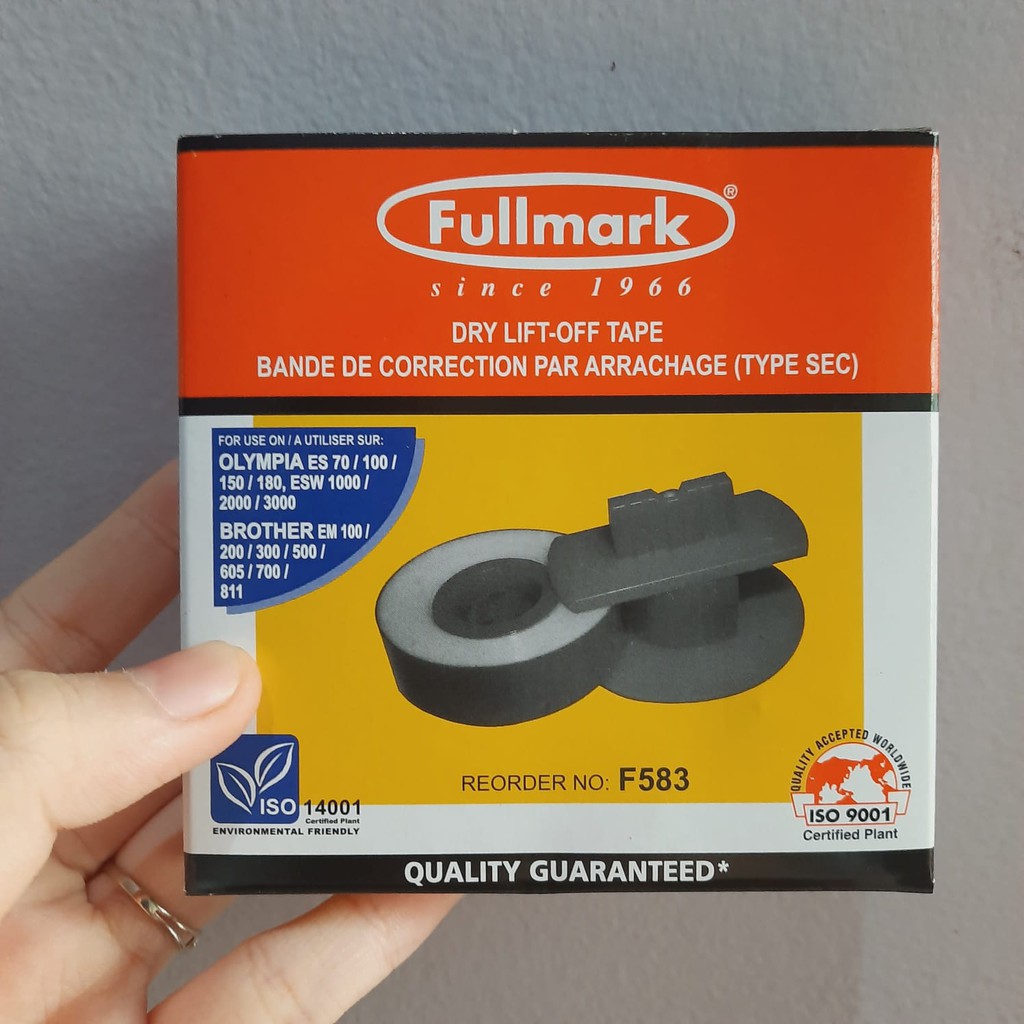 Fullmark®
since 1966
DRY LIFT-OFF TAPE
BANDE DE CORRECTION PAR ARRACHAGE (TYPE SEC)
FOR USE ON / A UTILISER SUR:
OLYMPIA ES 70 / 100 /
150 / 180, ESW 1000 /
2000 / 3000
BROTHER EM 100 /
200 / 300 / 500 /
605 / 700 /
811
REORDER NO: F583
ISO 14001
Certified Plant
ENVIRONMENTAL FRIENDLY
QUALITY ACCEPTED WORLDWIDE
ISO 9001
Certified Plant
QUALITY GUARANTEED*